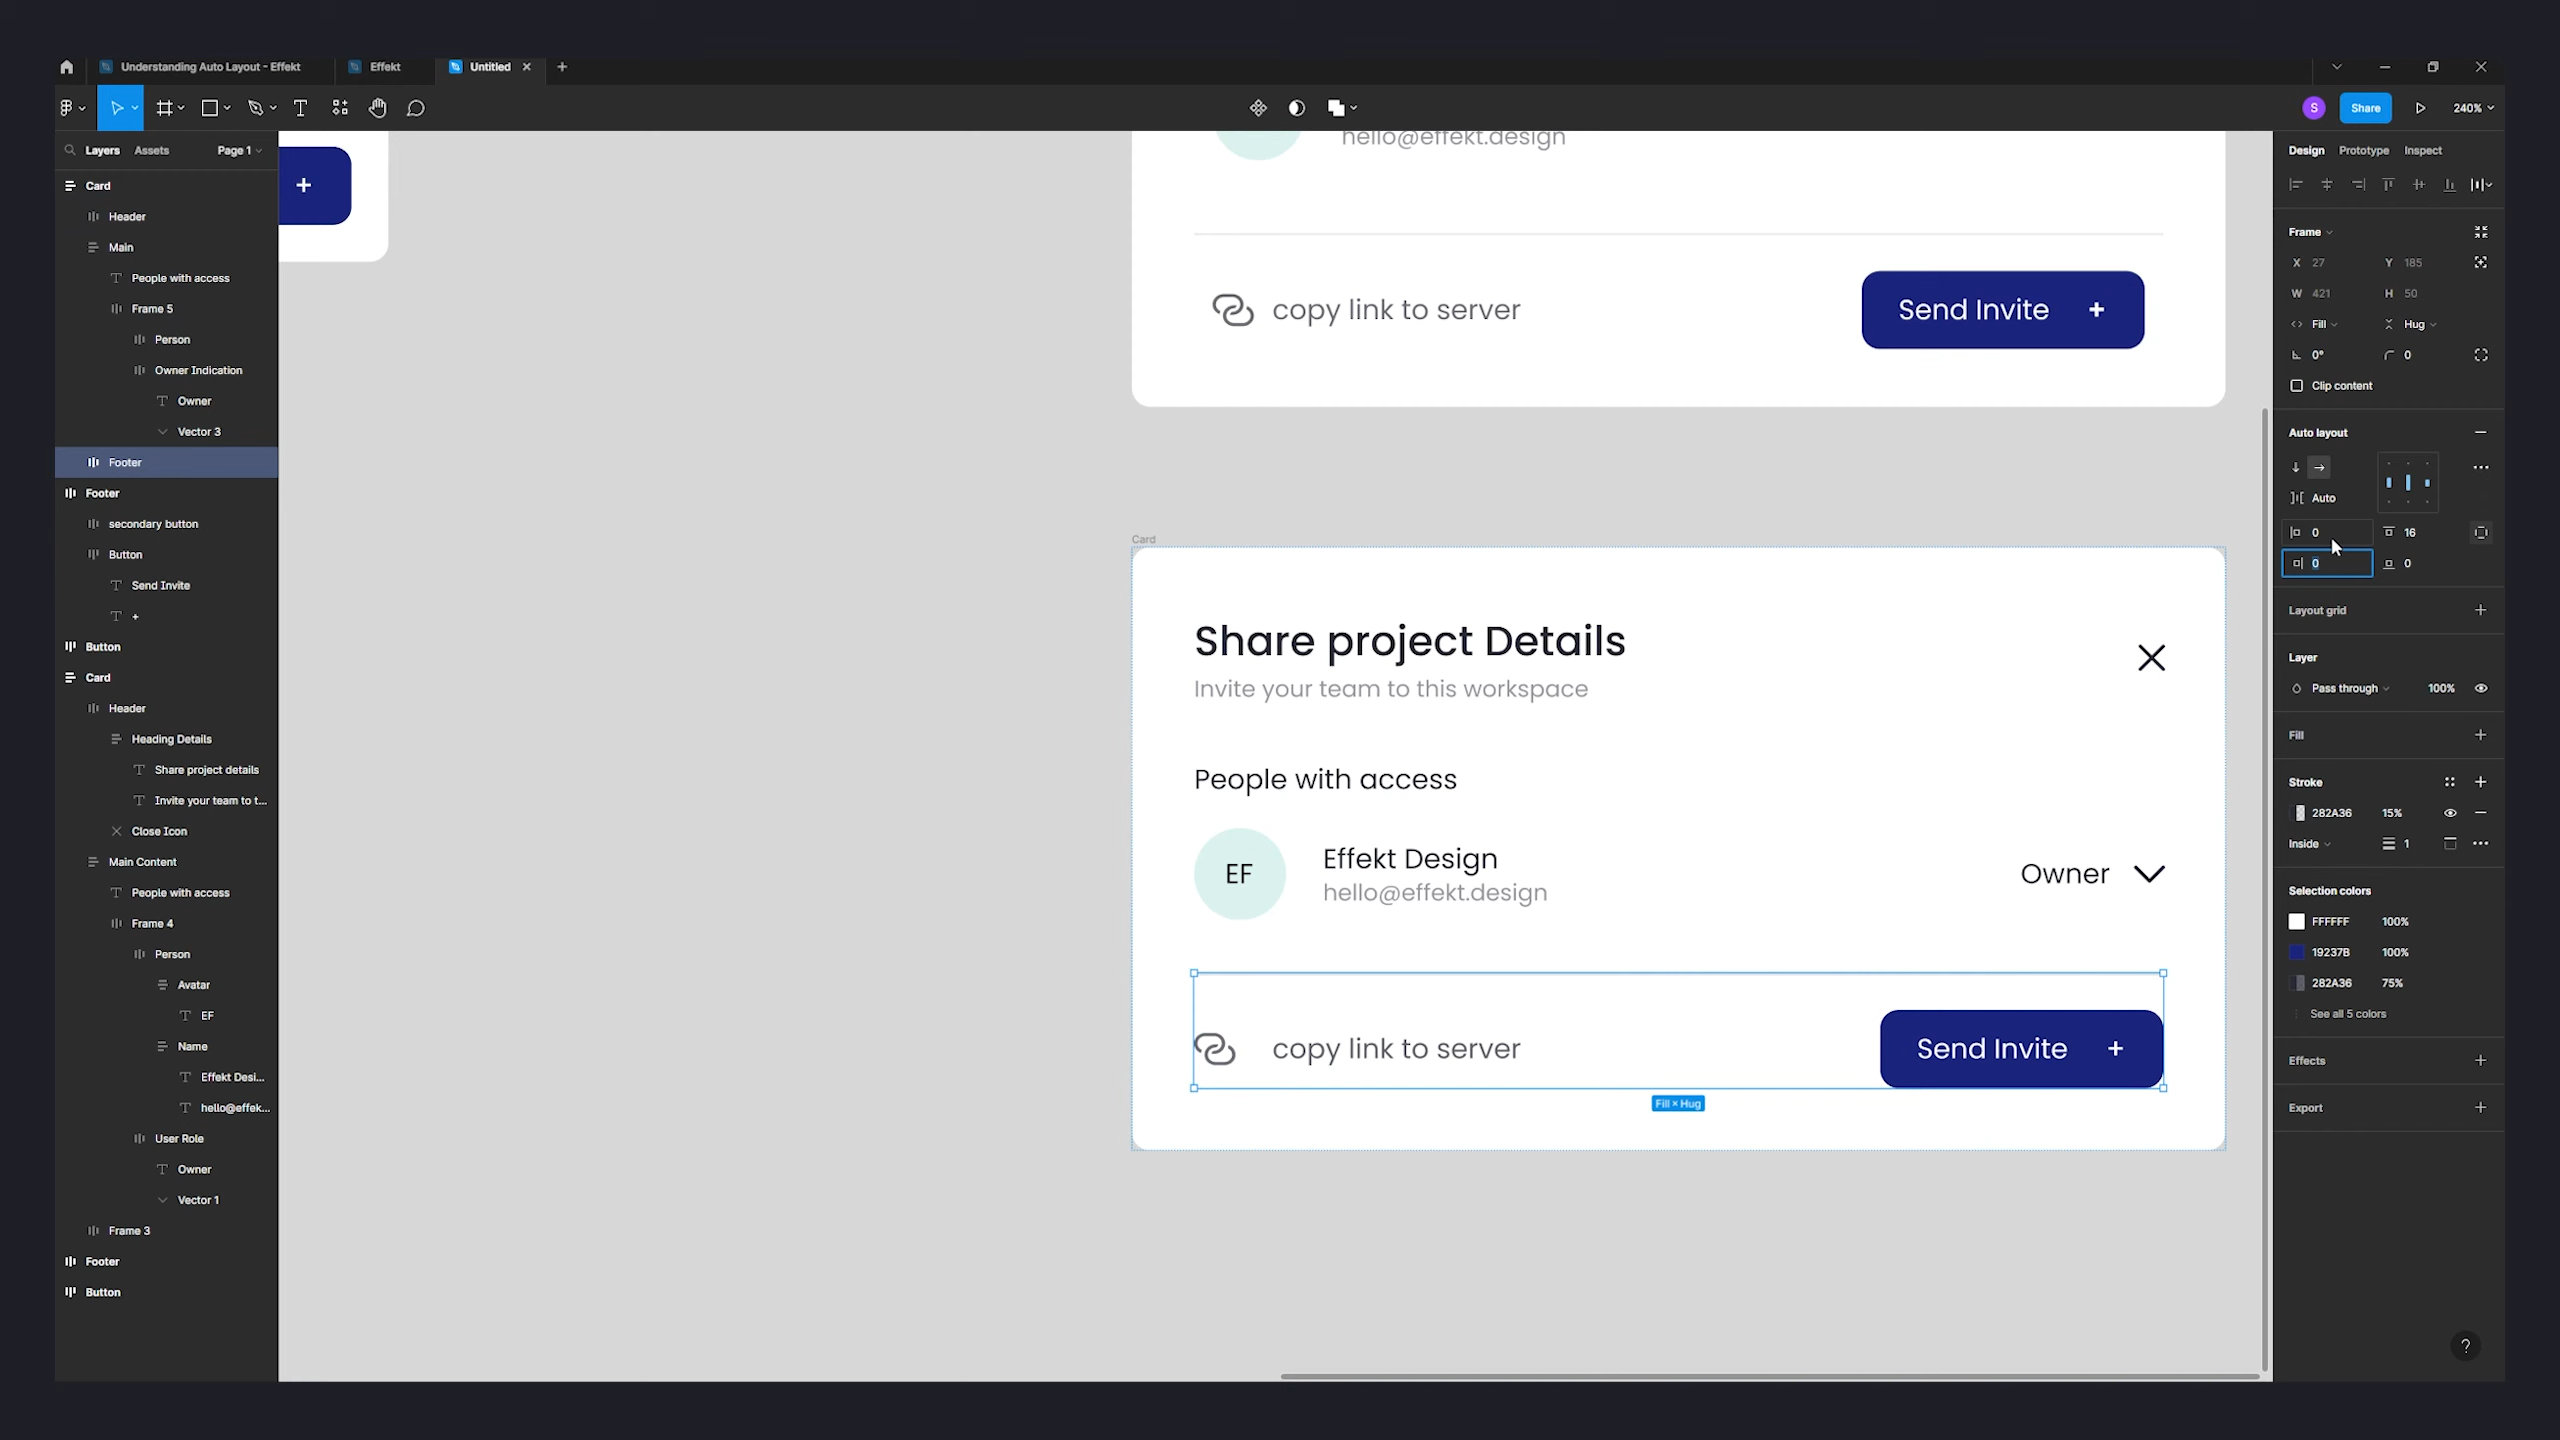 Understanding Auto Layout - Effekt
Effekt
Untitled
S
Share
240%
Layers
Assets
Page 1
Card
Header
Main
People with access
Frame 5
Person
Owner Indication
Owner
Vector 3
Footer
Footer
secondary button
Button
Send Invite
+
Button
Card
Header
Heading Details
Share project details
Invite your team to t...
Close Icon
Main Content
People with access
Frame 4
Person
Avatar
EF
Name
Effekt Desi...
hello@effek...
User Role
Owner
Vector 1
Frame 3
Footer
Button
+
hello@effekt.design
copy link to server
Send Invite +
Card
Share project Details
Invite your team to this workspace
People with access
EF
Effekt Design
hello@effekt.design
Owner
copy link to server
Send Invite +
Fill × Hug
Design
Prototype
Inspect
Frame
X 27
Y 185
W 421
H 50
Fill
Hug
0°
0
Clip content
Auto layout
Auto
0
16
0
0
Layout grid
Layer
Pass through
100%
Fill
Stroke
282A36 15%
Inside
1
Selection colors
FFFFFF 100%
19237B 100%
282A36 75%
See all 5 colors
Effects
Export
?